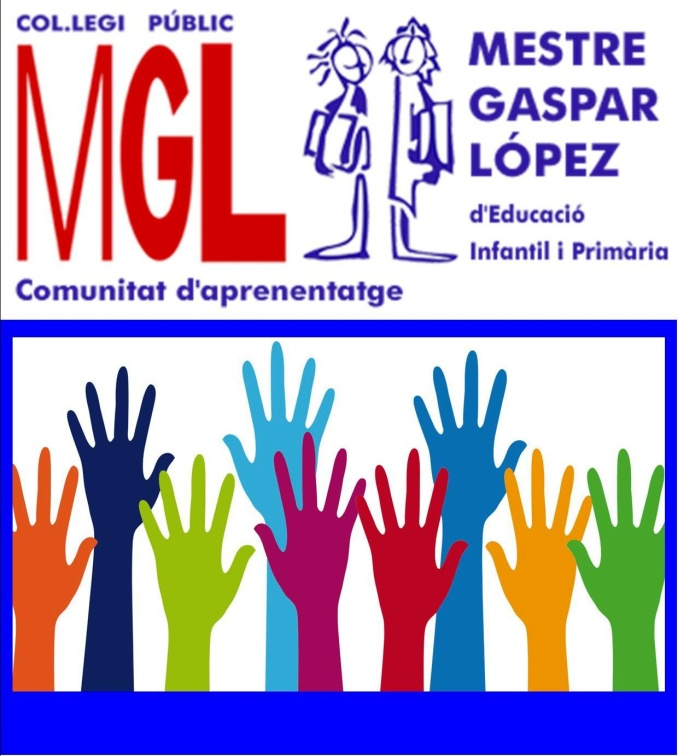 COL.LEGI PÚBLIC
MGL
MESTRE
GASPAR
LÓPEZ
d'Educació
Infantil i Primària
Comunitat d'aprenentatge